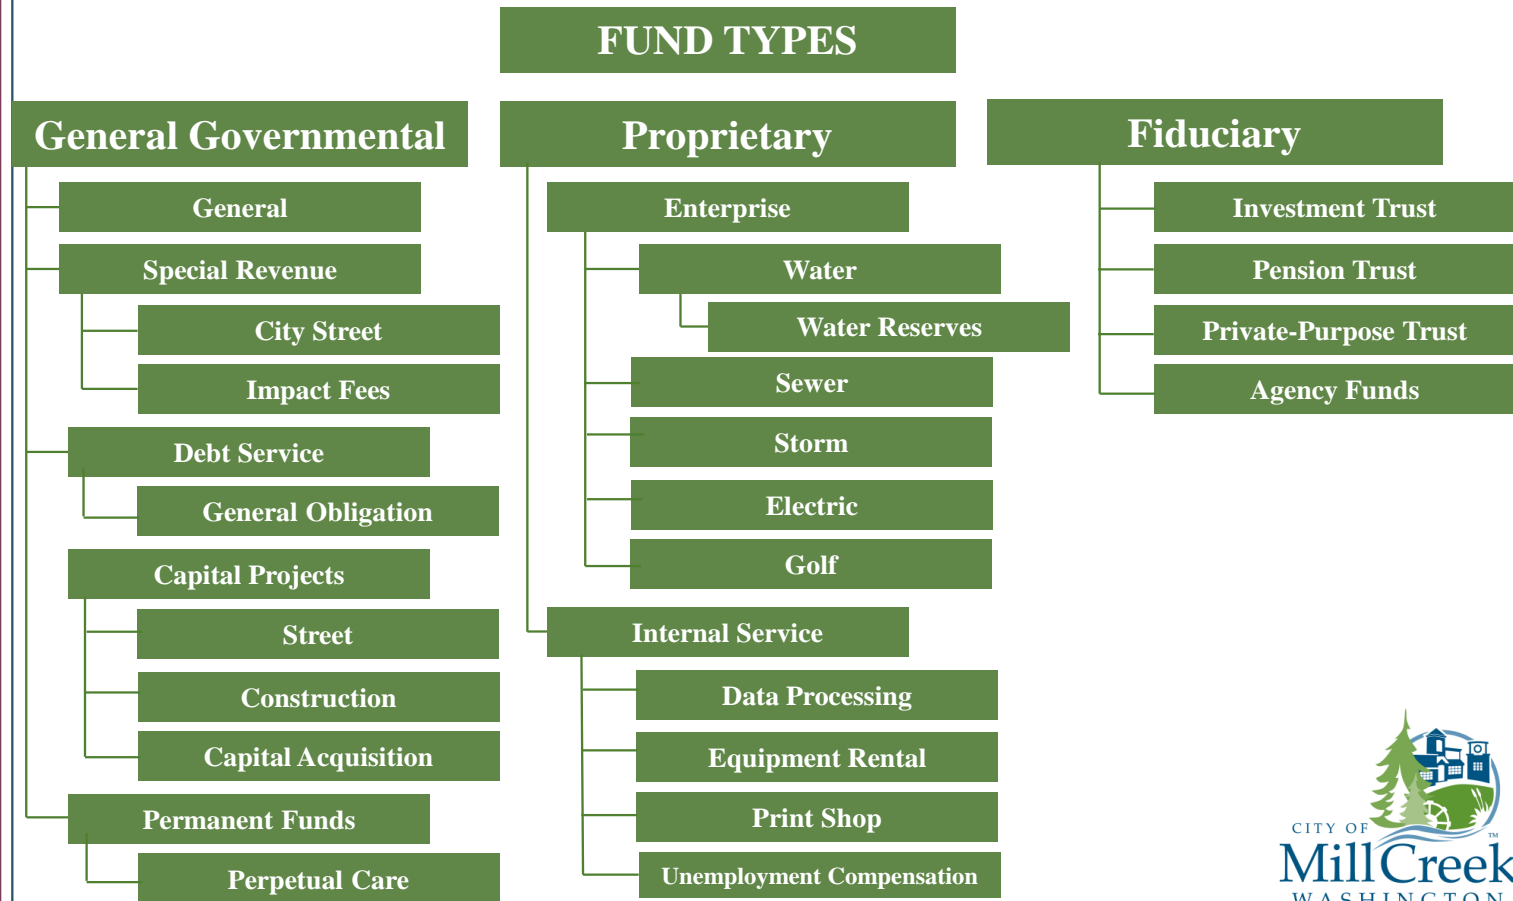 FUND TYPES
General Governmental
General
Special Revenue
City Street
Impact Fees
Debt Service
General Obligation
Capital Projects
Street
Construction
Capital Acquisition
Permanent Funds
Perpetual Care
Proprietary
Enterprise
Water
Water Reserves
Sewer
Storm
Electric
Golf
Internal Service
Data Processing
Equipment Rental
Print Shop
Unemployment Compensation
Fiduciary
Investment Trust
Pension Trust
Private-Purpose Trust
Agency Funds
CITY OF
Mill Creek
WASHINGTON
TM